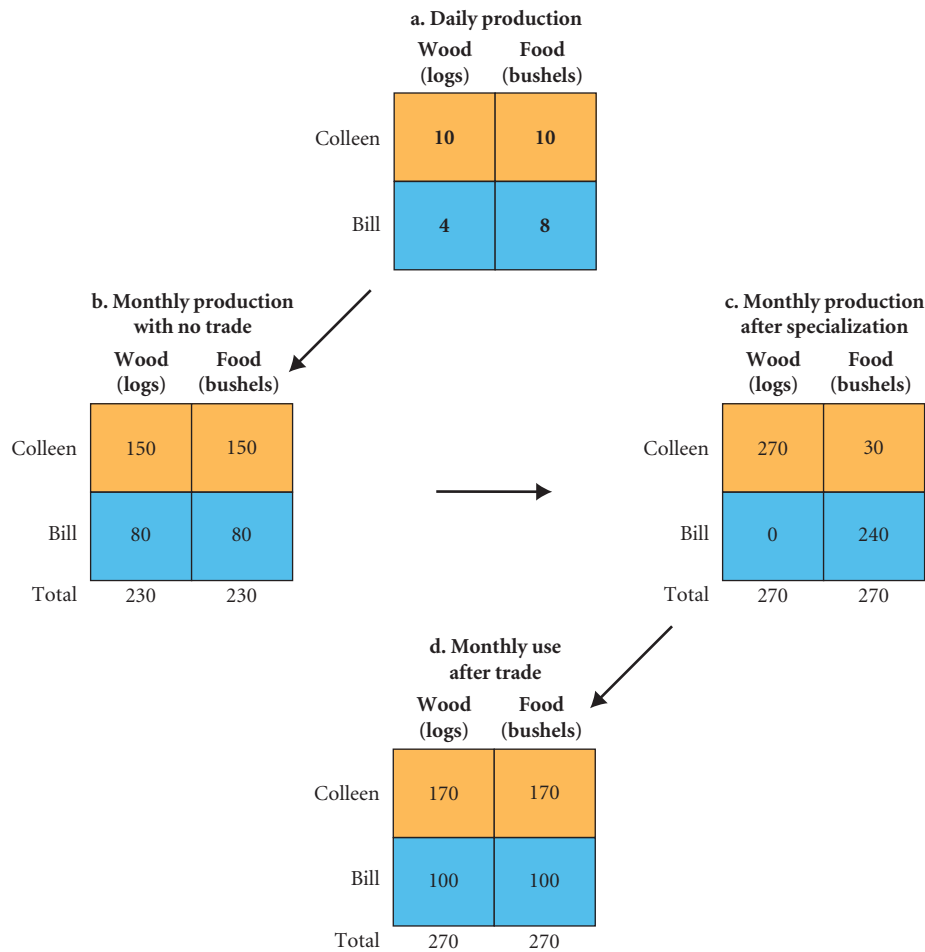 a. Daily production
Wood Food
(logs) (bushels)
Colleen 10 10
Bill 4 8
b. Monthly production
with no trade
Wood Food
(logs) (bushels)
Colleen 150 150
Bill 80 80
Total 230 230
c. Monthly production
after specialization
Wood Food
(logs) (bushels)
Colleen 270 30
Bill 0 240
Total 270 270
d. Monthly use
after trade
Wood Food
(logs) (bushels)
Colleen 170 170
Bill 100 100
Total 270 270